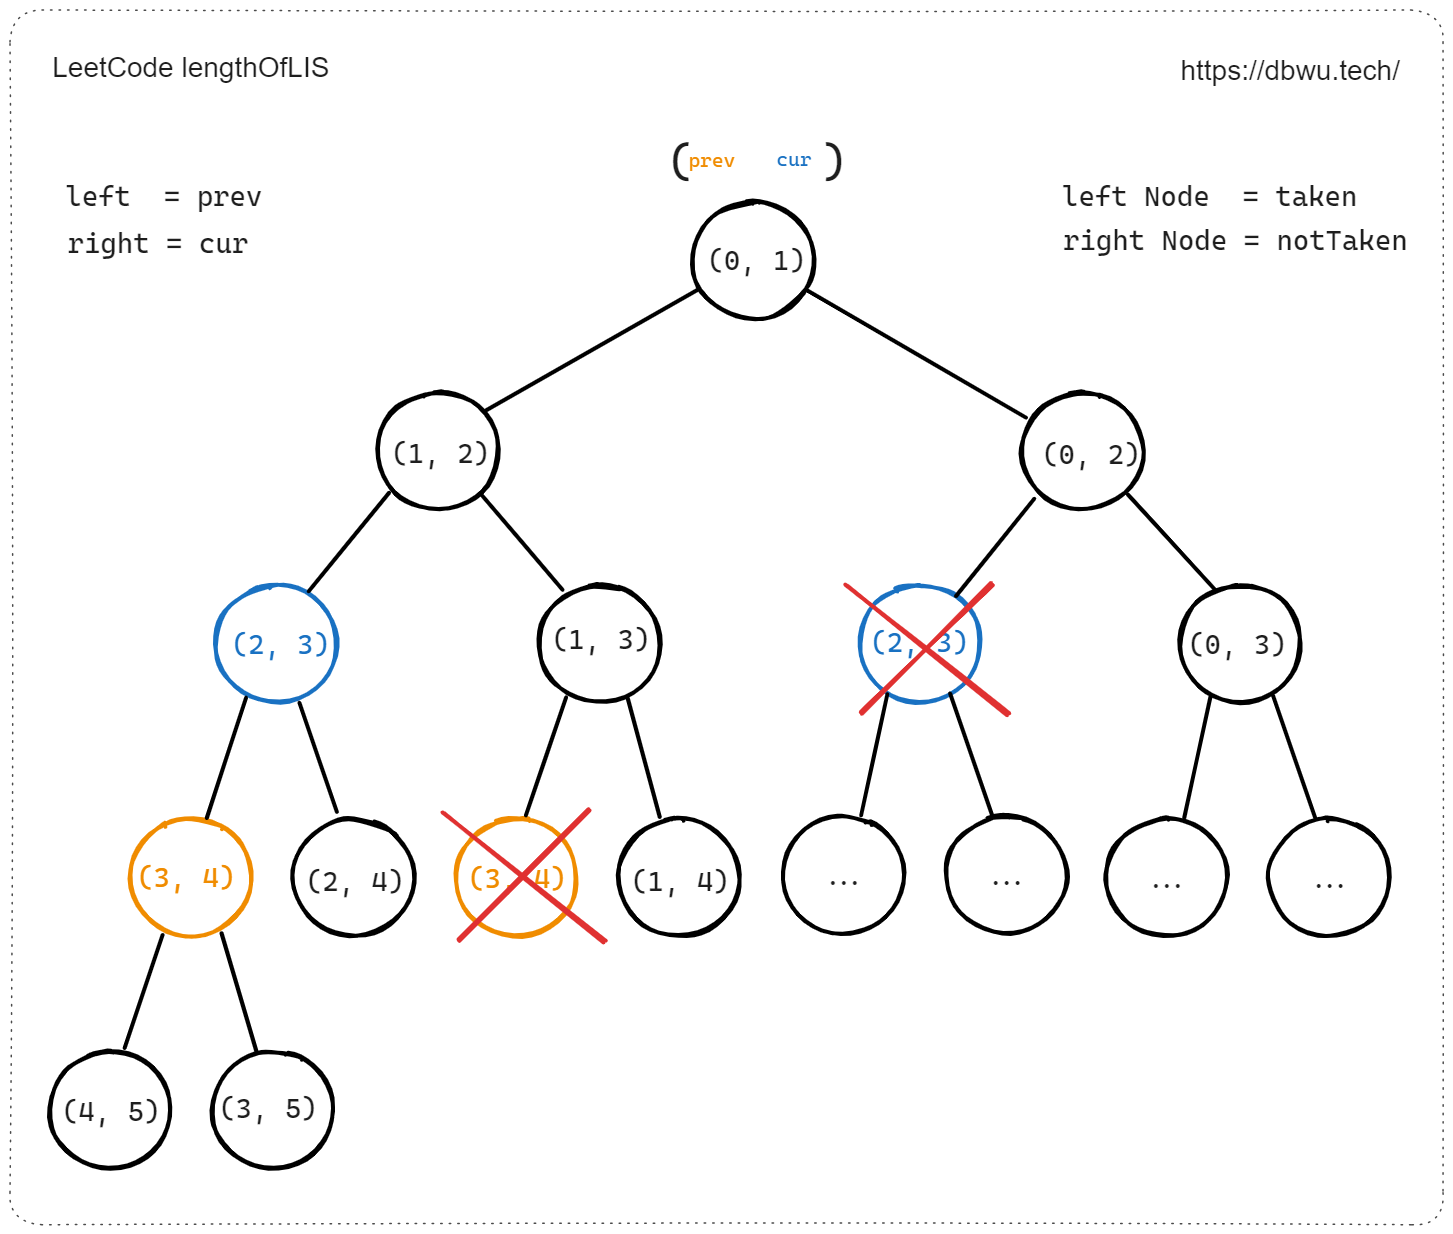 LeetCode lengthOfLIS
https://dbwu.tech/
(prev cur)
left = prev
left Node = taken
right = cur
right Node = notTaken
(0, 1)
(1, 2)
(0, 2)
(2, 3)
(1, 3)
(2, 3)
(0, 3)
(3, 4)
(2, 4)
(3, 4)
(1, 4)
...
...
...
...
(4, 5)
(3, 5)